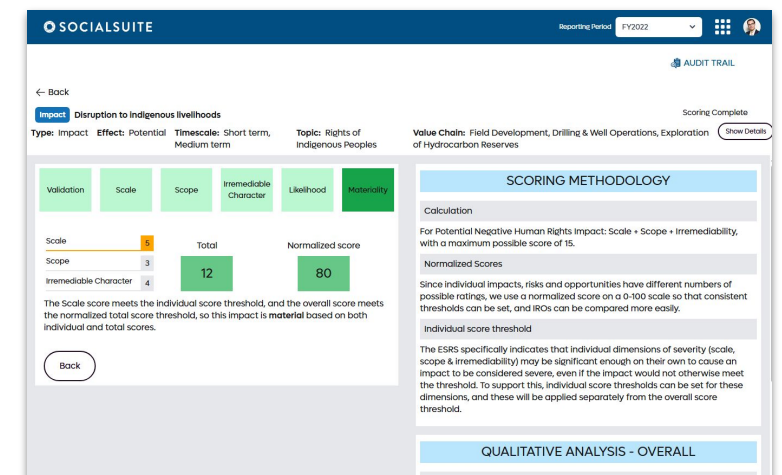 SOCIALSUITE
Reporting Period FY2022
AUDIT TRAIL
← Back
Impact Disruption to indigenous livelihoods
Scoring Complete
Type: Impact Effect: Potential Timescale: Short term, Medium term Topic: Rights of Indigenous Peoples
Value Chain: Field Development, Drilling & Well Operations, Exploration of Hydrocarbon Reserves
Show Details
Validation
Scale
Scope
Irremediable Character
Likelihood
Materiality
Scale 5
Scope 3
Irremediable Character 4
Total
12
Normalized score
80
The Scale score meets the individual score threshold, and the overall score meets
the normalized total score threshold, so this impact is material based on both
individual and total scores.
Back
SCORING METHODOLOGY
Calculation
For Potential Negative Human Rights Impact: Scale + Scope + Irremediability,
with a maximum possible score of 15.
Normalized Scores
Since individual impacts, risks and opportunities have different numbers of
possible ratings, we use a normalized score on a 0-100 scale so that consistent
thresholds can be set, and IROs can be compared more easily.
Individual score threshold
The ESRS specifically indicates that individual dimensions of severity (scale,
scope & irremediability) may be significant enough on their own to cause an
impact to be considered severe, even if the impact would not otherwise meet
the threshold. To support this, individual score thresholds can be set for these
dimensions, and these will be applied separately from the overall score
threshold.
QUALITATIVE ANALYSIS - OVERALL